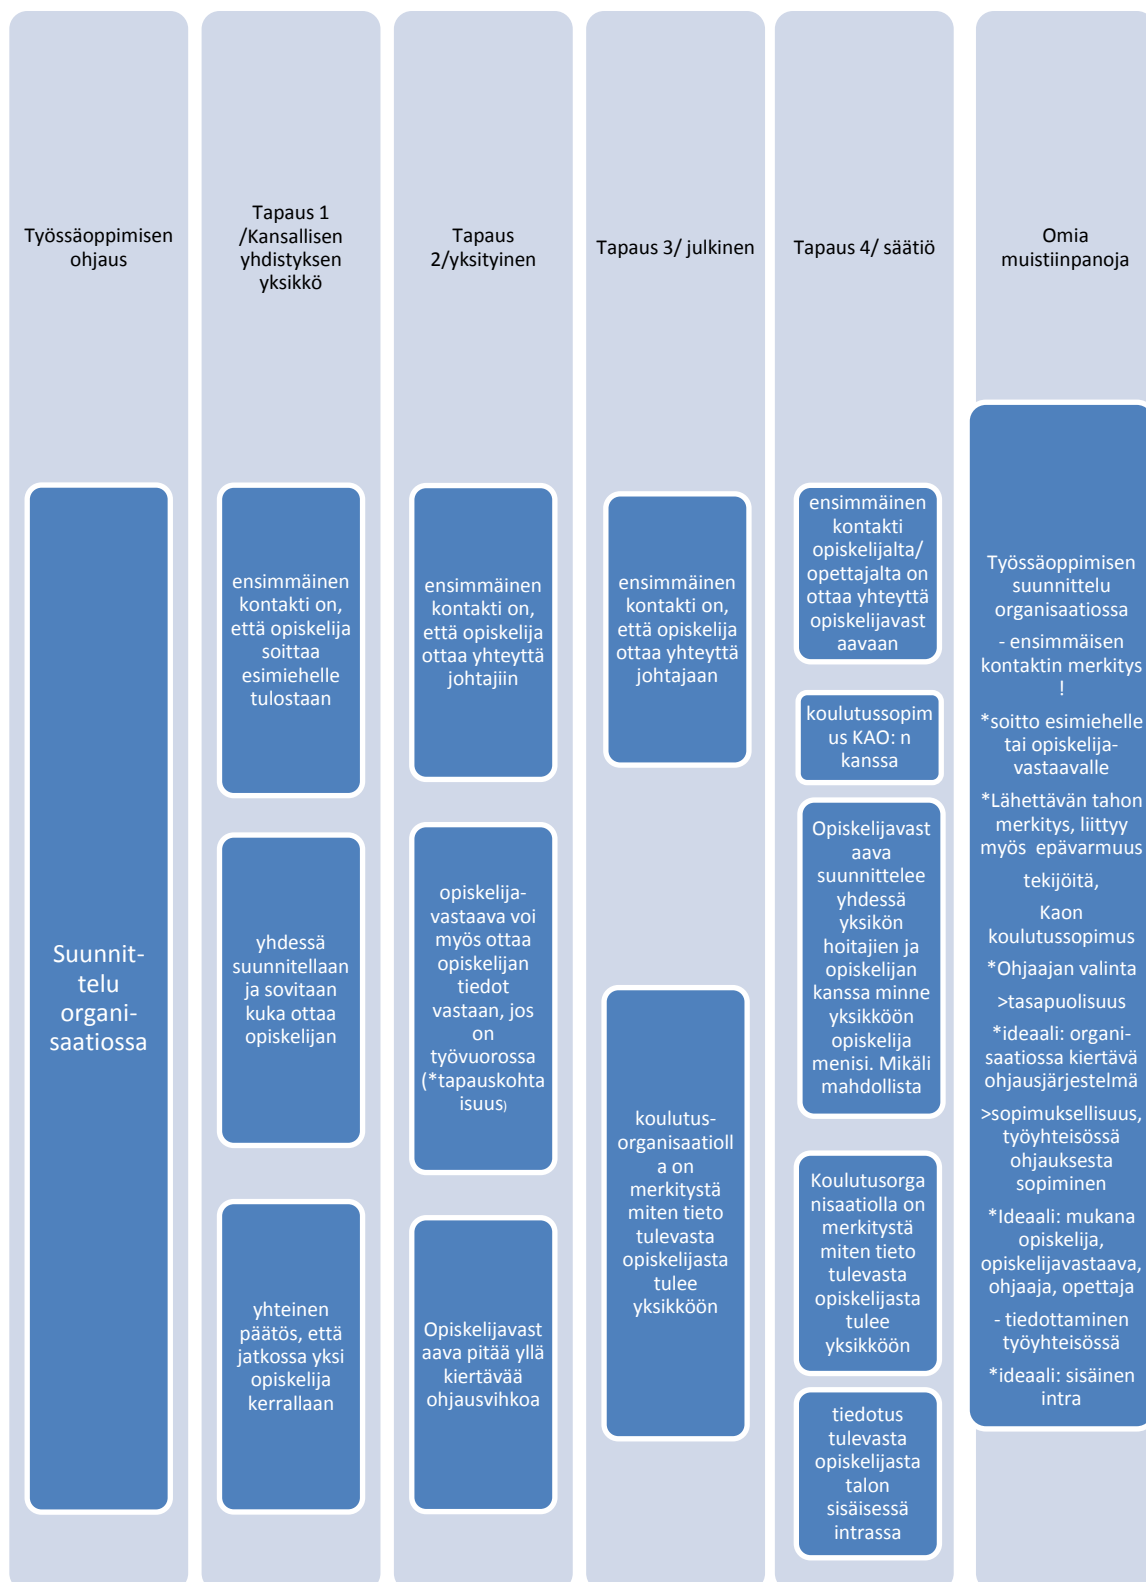 Työssäoppimisen
ohjaus
Suunnit-
telu
organi-
saatiossa
Tapaus 1
/Kansallisen
yhdistyksen
yksikkö
ensimmäinen
kontakti on,
että opiskelija
soittaa
esimiehelle
tulostaan
yhdessä
suunnitellaan
ja sovitaan
kuka ottaa
opiskelijan
yhteinen
päätös, että
jatkossa yksi
opiskelija
kerrallaan
Tapaus
2/yksityinen
ensimmäinen
kontakti on,
että opiskelija
ottaa yhteyttä
johtajiin
opiskelija-
vastaava voi
myös ottaa
opiskelijan
tiedot
vastaan, jos
on
työvuorossa
(*tapauskohta
isuus)
Opiskelijavast
aava pitää yllä
kiertävää
ohjausvihkoa
Tapaus 3/ julkinen
ensimmäinen
kontakti on,
että opiskelija
ottaa yhteyttä
johtajaan
koulutus-
organisaatioll
a on
merkitystä
miten tieto
tulevasta
opiskelijasta
tulee
yksikköön
Tapaus 4/ säätiö
ensimmäinen
kontakti
opiskelijalta/
opettajalta on
ottaa yhteyttä
opiskelijavast
aavaan
koulutussopim
us KAO: n
kanssa
Opiskelijavast
aava
suunnittelee
yhdessä
yksikön
hoitajien ja
opiskelijan
kanssa minne
yksikköön
opiskelija
menisi. Mikäli
mahdollista
Koulutusorga
nisaatiolla on
merkitystä
miten tieto
tulevasta
opiskelijasta
tulee
yksikköön
tiedotus
tulevasta
opiskelijasta
talon
sisäisessä
intrassa
Omia
muistiinpanoja
Työssäoppimisen
suunnittelu
organisaatiossa
- ensimmäisen
kontaktin merkitys
!
*soitto esimiehelle
tai opiskelija-
vastaavalle
*Lähettävän tahon
merkitys, liittyy
myös epävarmuus
tekijöitä,
Kaon
koulutussopimus
*Ohjaajan valinta
>tasapuolisuus
*ideaali: organi-
saatiossa kiertävä
ohjausjärjestelmä
>sopimuksellisuus,
työyhteisössä
ohjauksesta
sopiminen
*Ideaali: mukana
opiskelija,
opiskelijavastaava,
ohjaaja, opettaja
- tiedottaminen
työyhteisössä
*ideaali: sisäinen
intra